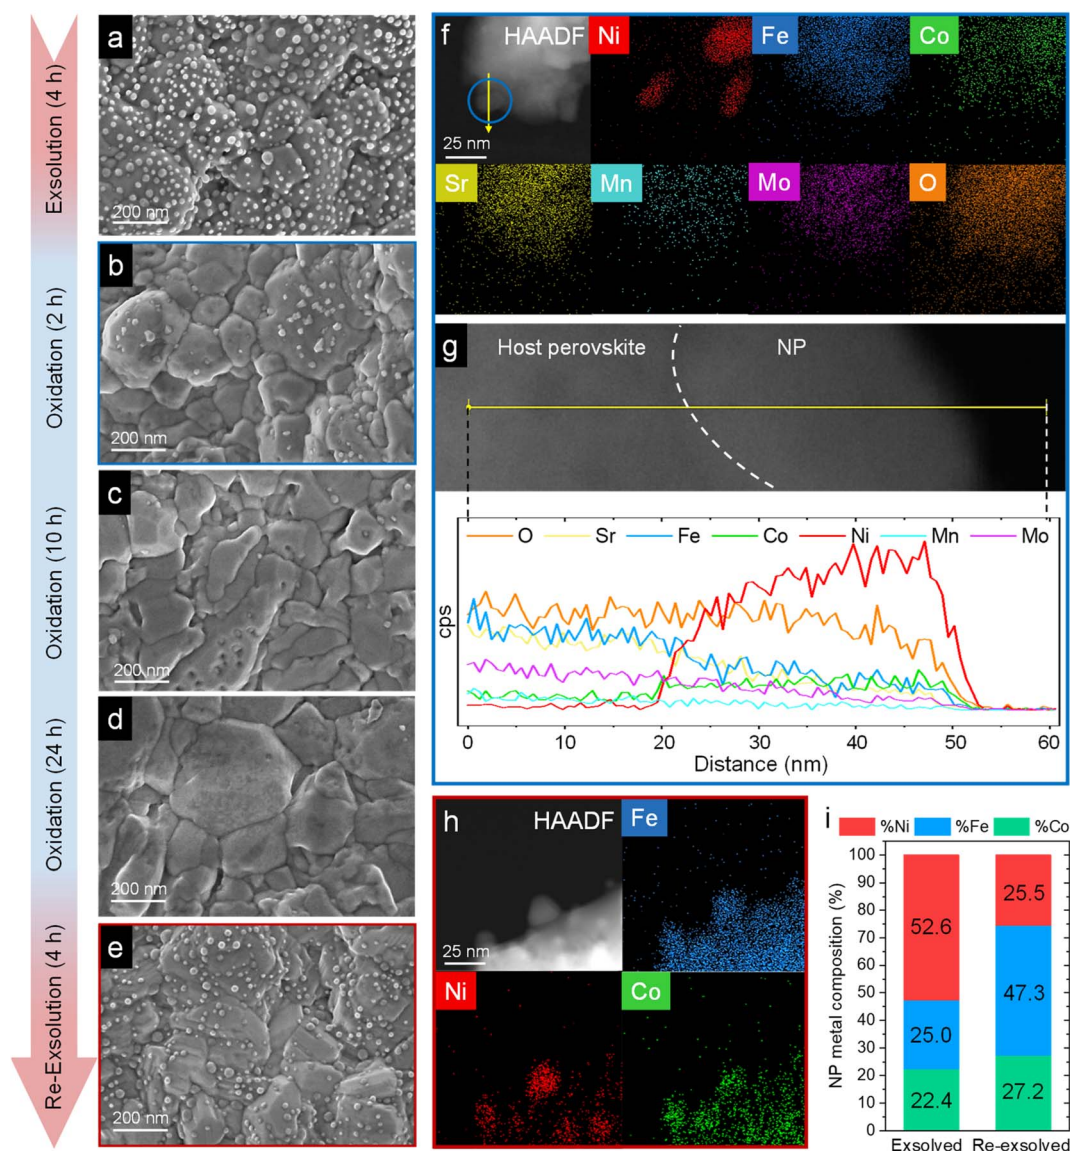 Exsolution (4 h)
Oxidation (2 h)
Oxidation (10 h)
Oxidation (24 h)
Re-Exsolution (4 h)
a
200 nm
b
200 nm
c
200 nm
d
200 nm
e
200 nm
f
HAADF
Ni
Fe
Co
25 nm
Sr
Mn
Mo
O
g
Host perovskite
NP
O Sr Fe Co Ni Mn Mo
cps
0 10 20 30 40 50 60
Distance (nm)
h
HAADF
Fe
25 nm
Ni
Co
i
%Ni %Fe %Co
NP metal composition (%)
100
90
80
70
60
50
40
30
20
10
0
52.6
25.0
22.4
25.5
47.3
27.2
Exsolved Re-exsolved